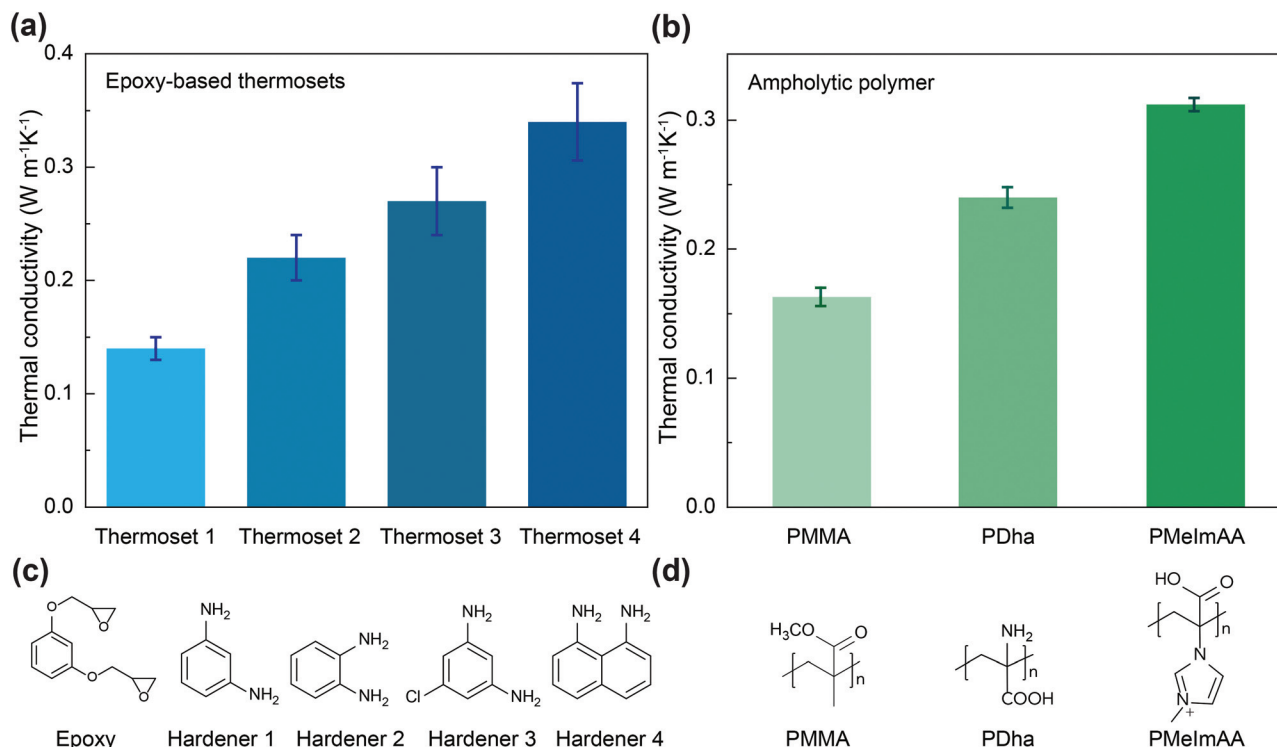 (a)
Epoxy-based thermosets
Thermal conductivity (W m⁻¹K⁻¹)
0.4
0.3
0.2
0.1
0.0
Thermoset 1 Thermoset 2 Thermoset 3 Thermoset 4
(b)
Ampholytic polymer
Thermal conductivity (W m⁻¹K⁻¹)
0.3
0.2
0.1
0.0
PMMA PDha PMeImAA
(c)
O
O
O
O
Epoxy
NH₂
NH₂
Hardener 1
NH₂
NH₂
Hardener 2
NH₂
Cl
NH₂
Hardener 3
NH₂ NH₂
Hardener 4
(d)
H₃CO O
n
PMMA
NH₂
n
COOH
PDha
HO O
n
N
N
+
PMeImAA